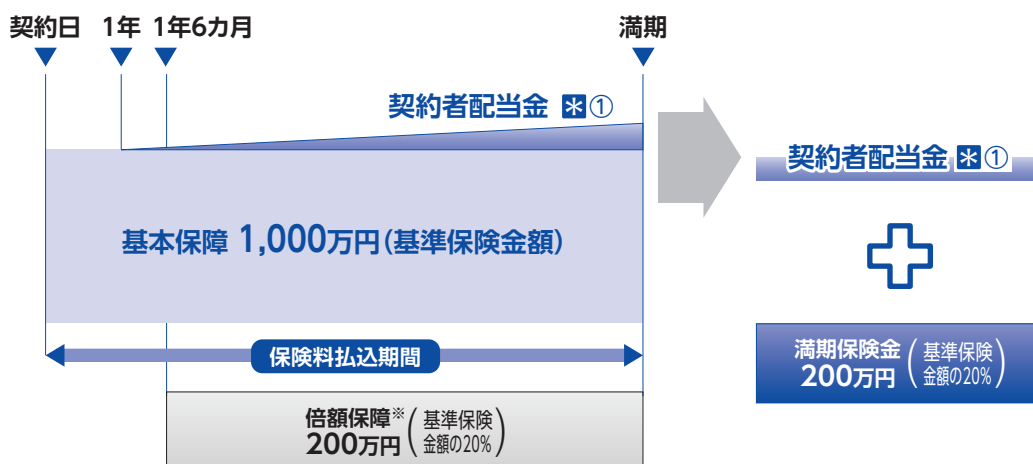 契約日 1年 1年6カ月 満期
契約者配当金 *①
基本保障 1,000万円(基準保険金額)
保険料払込期間
倍額保障※
200万円
(基準保険
金額の20%)
契約者配当金 *①
満期保険金
200万円
(基準保険
金額の20%)